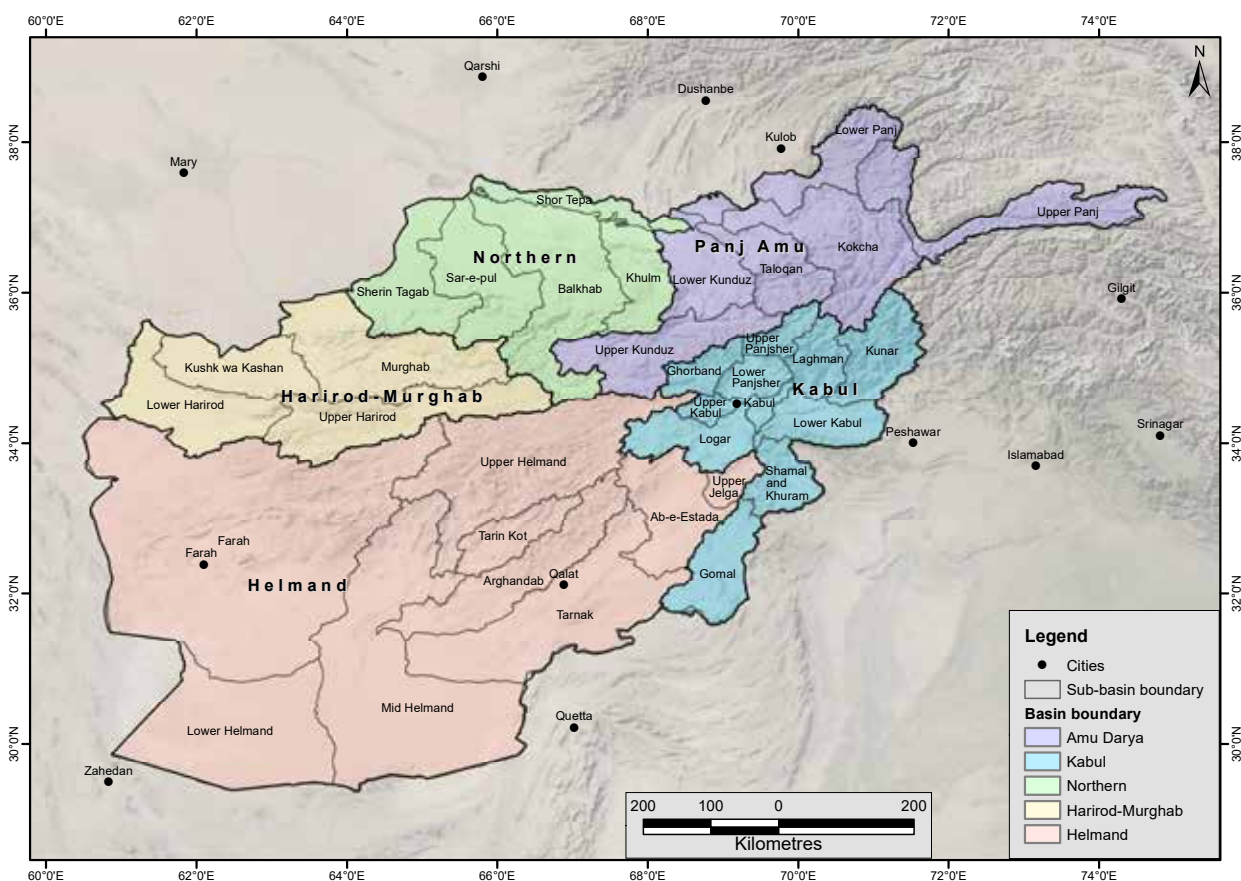 60°0'E 62°0'E 64°0'E 66°0'E 68°0'E 70°0'E 72°0'E 74°0'E
N
Qarshi
Dushanbe
Kulob
Lower Panj
38°0'N
38°0'N
Mary
Shor Tepa
Upper Panj
Northern
Panj Amu
Kokcha
Sar-e-pul
Taloqan
Khulm
Lower Kunduz
Balkhab
Sherin Tagab
36°0'N
36°0'N
Gilgit
Upper
Panjsher
Upper Kunduz
Kunar
Laghman
Kushk wa Kashan
Murghab
Ghorband
Lower
Panjsher
Kabul
Harirod-Murghab
Lower Harirod
Upper
Kabul
Kabul
Upper Harirod
Lower Kabul
Peshawar
Srinagar
34°0'N
34°0'N
Logar
Islamabad
Upper Helmand
Shamal
and
Khuram
Upper
Jelga
Ab-e-Estada
Tarin Kot
Farah
Farah
Helmand
Arghandab
Qalat
Gomal
32°0'N
32°0'N
Tarnak
Mid Helmand
Quetta
Lower Helmand
30°0'N
30°0'N
Zahedan
Legend
Cities
Sub-basin boundary
Basin boundary
Amu Darya
Kabul
Northern
Harirod-Murghab
Helmand
200 100 0 200
Kilometres
60°0'E 62°0'E 64°0'E 66°0'E 68°0'E 70°0'E 72°0'E 74°0'E